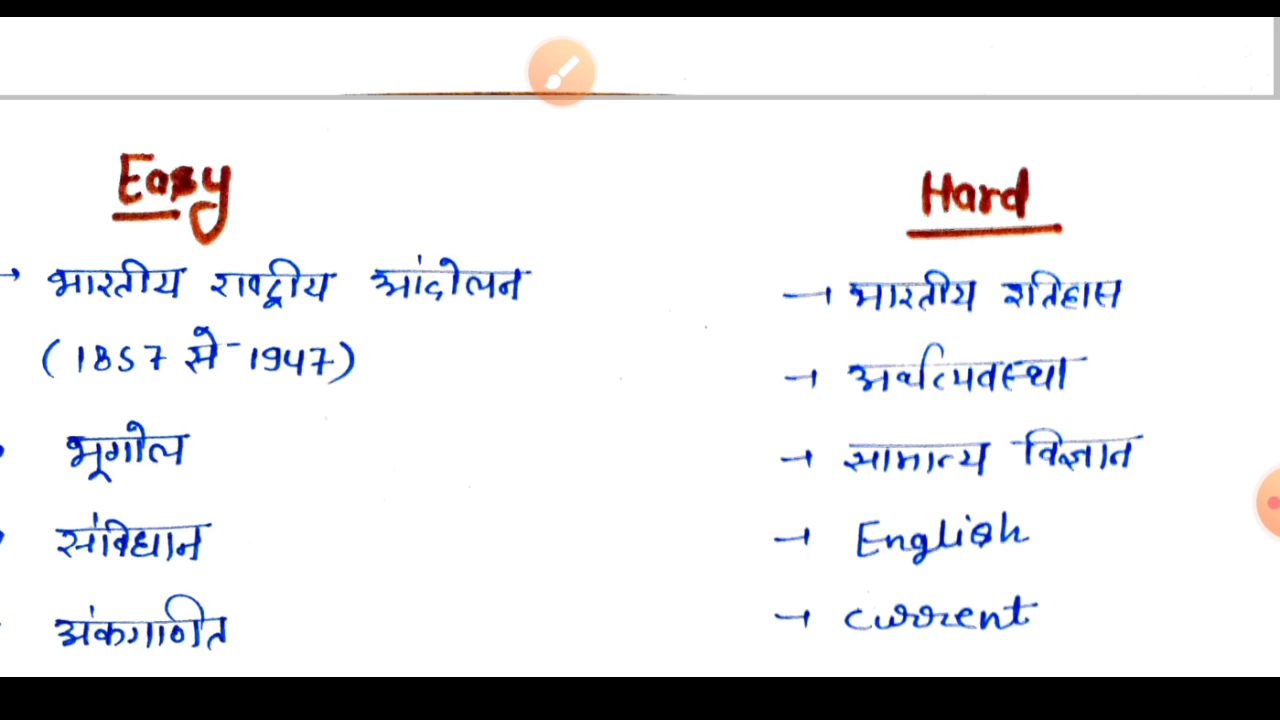 Easy
→ भारतीय राष्ट्रीय आंदोलन
(1857 से 1947)
भूगोल
संविधान
अंकगणित
Hard
→ भारतीय इतिहास
→ अर्थव्यवस्था
→ सामान्य विज्ञान
→ English
→ current